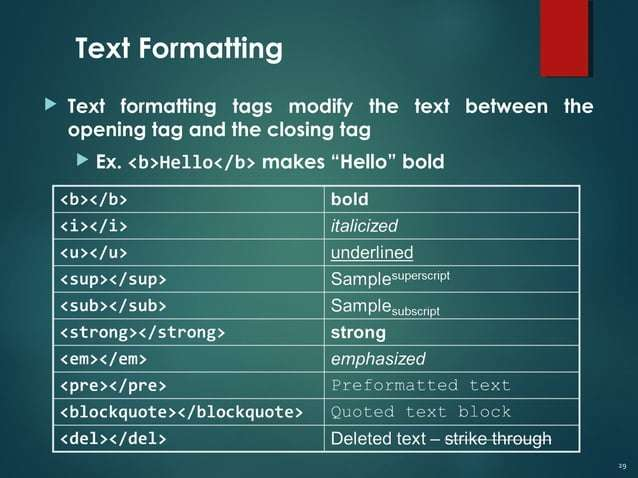 Text Formatting
Text formatting tags modify the text between the
opening tag and the closing tag
Ex. <b>Hello</b> makes “Hello” bold
<b></b> bold
<i></i> italicized
<u></u> underlined
<sup></sup> Samplesuperscript
<sub></sub> Samplesubscript
<strong></strong> strong
<em></em> emphasized
<pre></pre> Preformatted text
<blockquote></blockquote> Quoted text block
<del></del> Deleted text – strike through
29